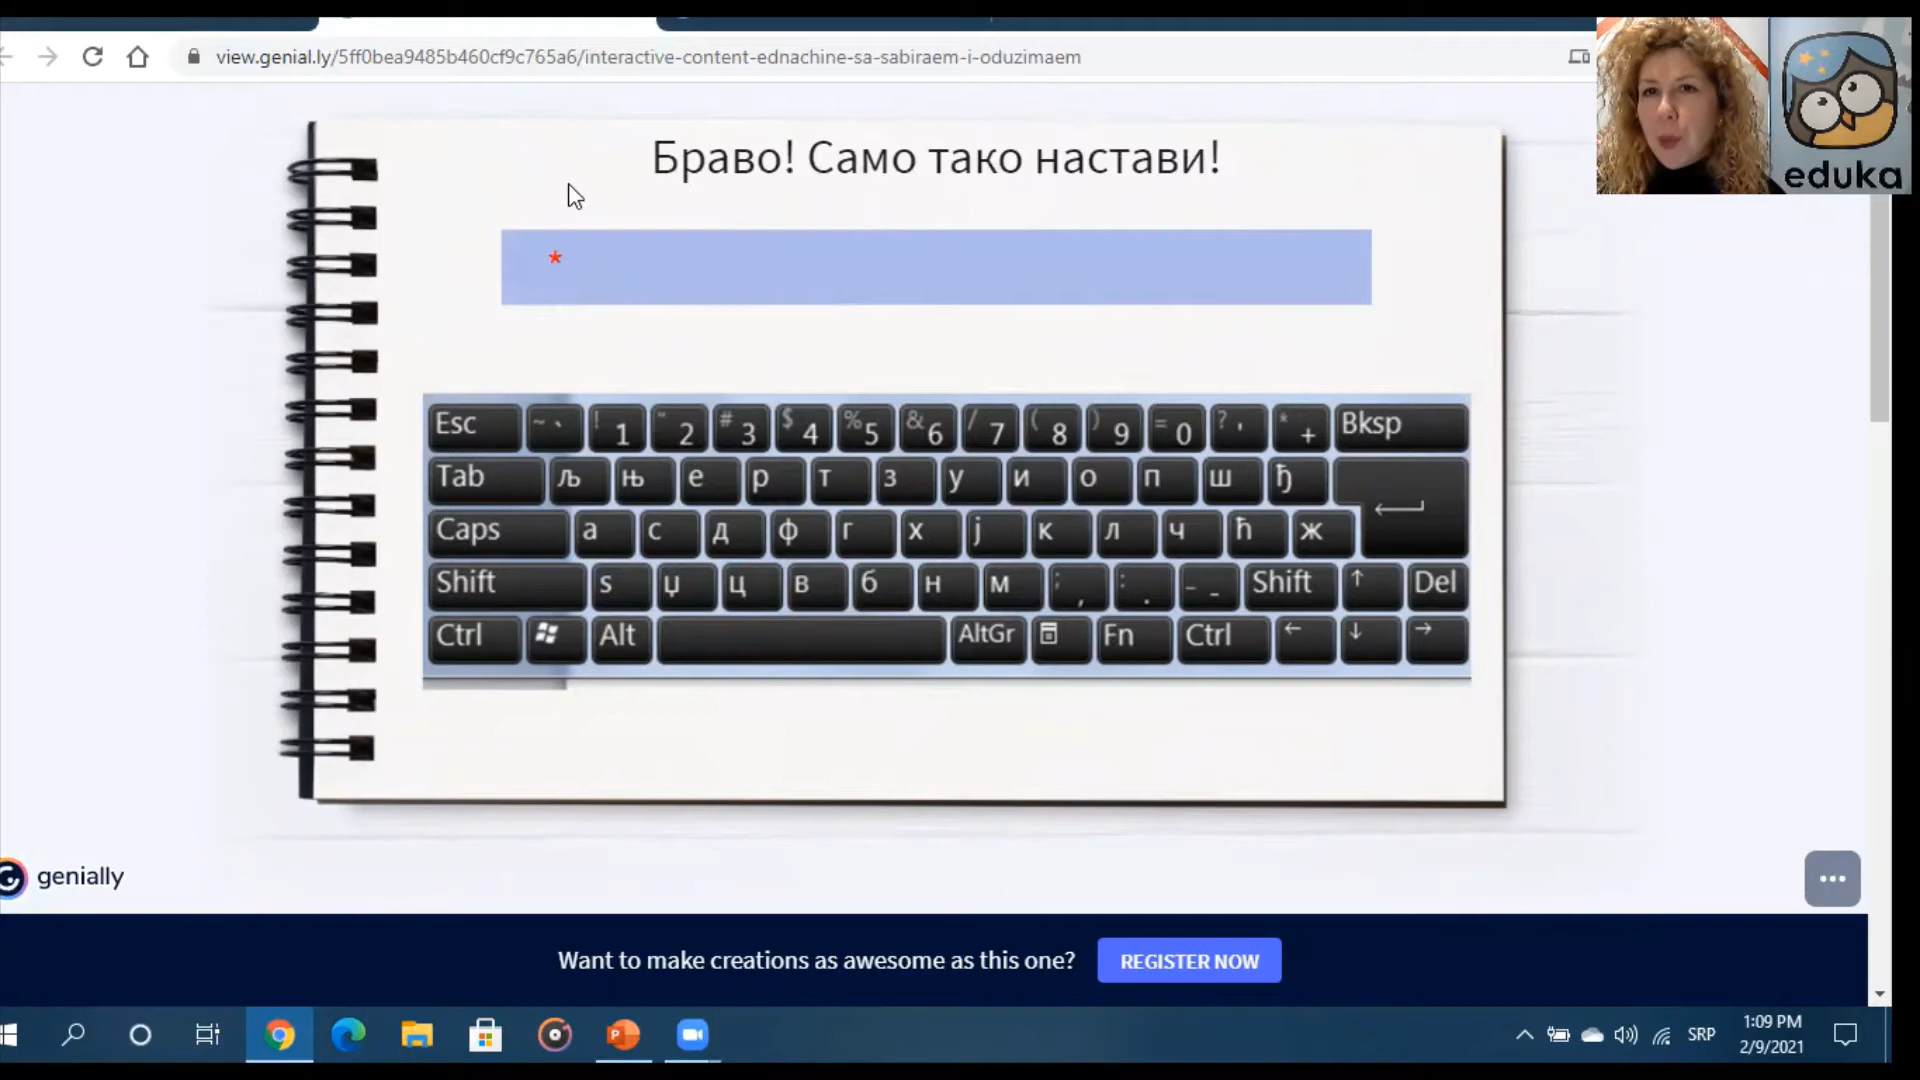 view.genial.ly/5ff0bea9485b460cf9c765a6/interactive-content-ednachine-sa-sabiraem-i-oduzimaem
eduka
Браво! Само тако настави!
*
Esc ~ ` ! 1 " 2 # 3 $ 4 % 5 & 6 / 7 ( 8 ) 9 = 0 ? ' * + Bksp
Tab љ њ е р т з у и о п ш ђ
Caps а с д ф г х ј к л ч ћ ж
Shift ѕ џ ц в б н м ; , : . _ - Shift ↑ Del
Ctrl Alt AltGr Fn Ctrl ← ↓ →
genially
Want to make creations as awesome as this one? REGISTER NOW
SRP
1:09 PM
2/9/2021